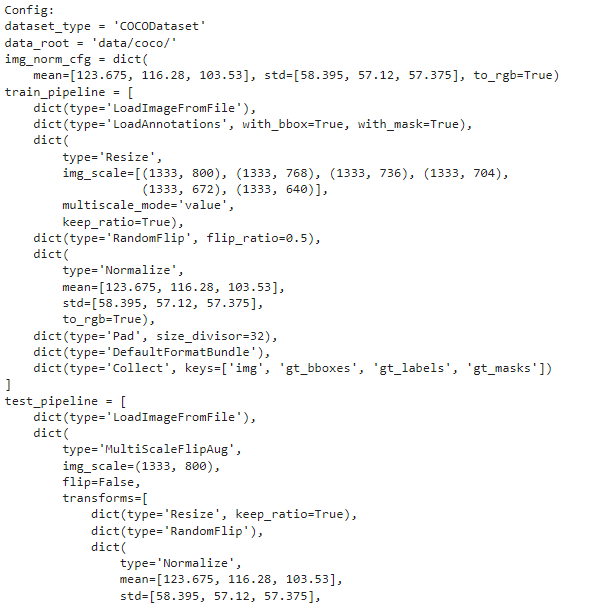 Config:
dataset_type = 'COCODataset'
data_root = 'data/coco/'
img_norm_cfg = dict(
    mean=[123.675, 116.28, 103.53], std=[58.395, 57.12, 57.375], to_rgb=True)
train_pipeline = [
    dict(type='LoadImageFromFile'),
    dict(type='LoadAnnotations', with_bbox=True, with_mask=True),
    dict(
        type='Resize',
        img_scale=[(1333, 800), (1333, 768), (1333, 736), (1333, 704),
                   (1333, 672), (1333, 640)],
        multiscale_mode='value',
        keep_ratio=True),
    dict(type='RandomFlip', flip_ratio=0.5),
    dict(
        type='Normalize',
        mean=[123.675, 116.28, 103.53],
        std=[58.395, 57.12, 57.375],
        to_rgb=True),
    dict(type='Pad', size_divisor=32),
    dict(type='DefaultFormatBundle'),
    dict(type='Collect', keys=['img', 'gt_bboxes', 'gt_labels', 'gt_masks'])
]
test_pipeline = [
    dict(type='LoadImageFromFile'),
    dict(
        type='MultiScaleFlipAug',
        img_scale=(1333, 800),
        flip=False,
        transforms=[
            dict(type='Resize', keep_ratio=True),
            dict(type='RandomFlip'),
            dict(
                type='Normalize',
                mean=[123.675, 116.28, 103.53],
                std=[58.395, 57.12, 57.375],